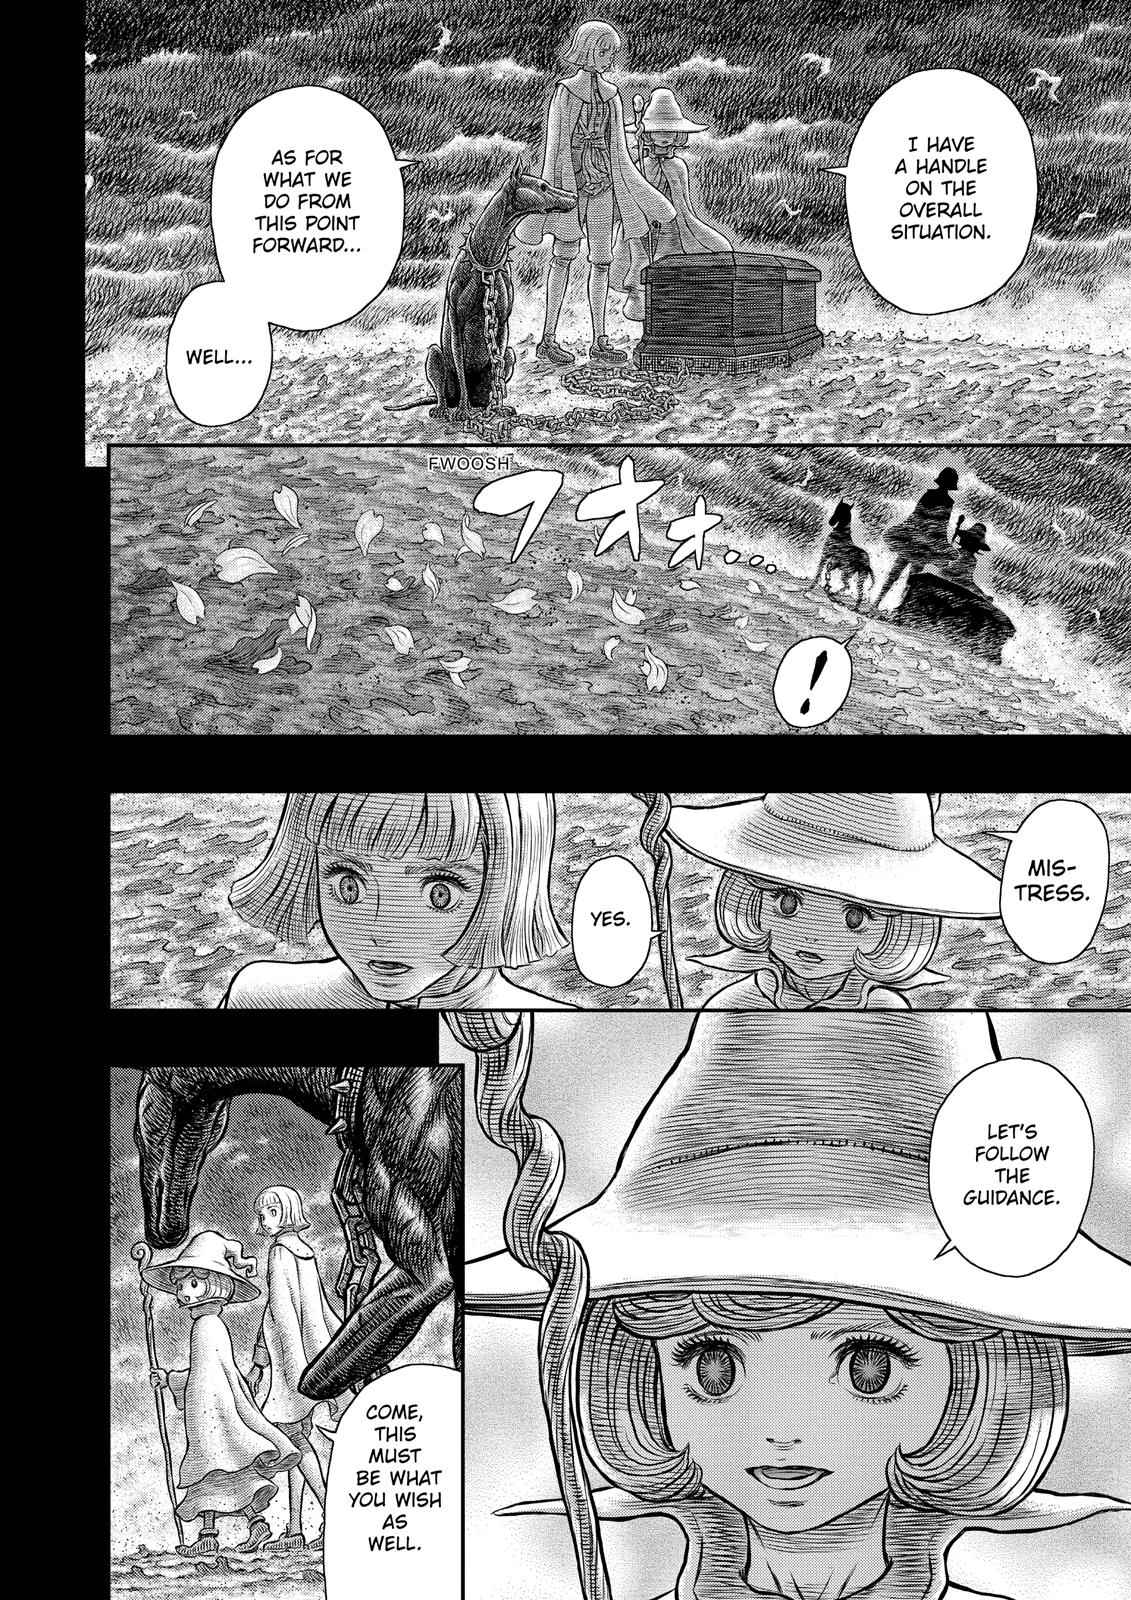 I HAVE
A HANDLE
ON THE
OVERALL
SITUATION.
AS FOR
WHAT WE
DO FROM
THIS POINT
FORWARD...
WELL...
FWOOSH
フオォ...
!
MIS-
TRESS.
YES.
LET'S
FOLLOW
THE
GUIDANCE.
COME,
THIS
MUST
BE WHAT
YOU WISH
AS
WELL.